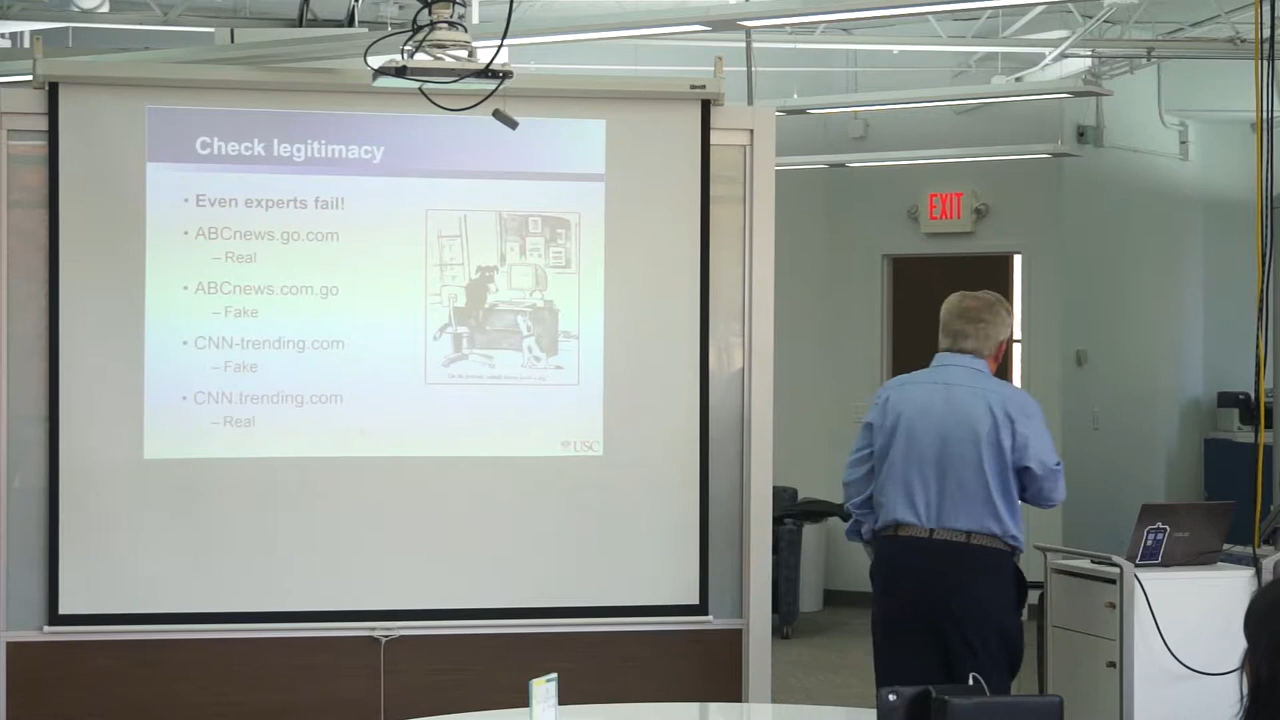 Check legitimacy
• Even experts fail!
• ABCnews.go.com
– Real
• ABCnews.com.go
– Fake
• CNN-trending.com
– Fake
• CNN.trending.com
– Real
USC
EXIT